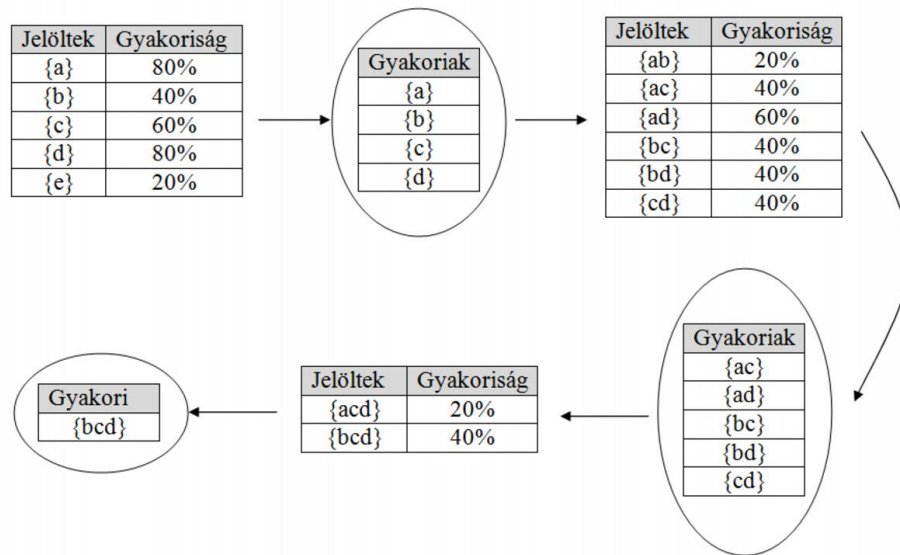 Jelöltek Gyakoriság
{a} 80%
{b} 40%
{c} 60%
{d} 80%
{e} 20%
Gyakoriak
{a}
{b}
{c}
{d}
Jelöltek Gyakoriság
{ab} 20%
{ac} 40%
{ad} 60%
{bc} 40%
{bd} 40%
{cd} 40%
Gyakoriak
{ac}
{ad}
{bc}
{bd}
{cd}
Jelöltek Gyakoriság
{acd} 20%
{bcd} 40%
Gyakori
{bcd}